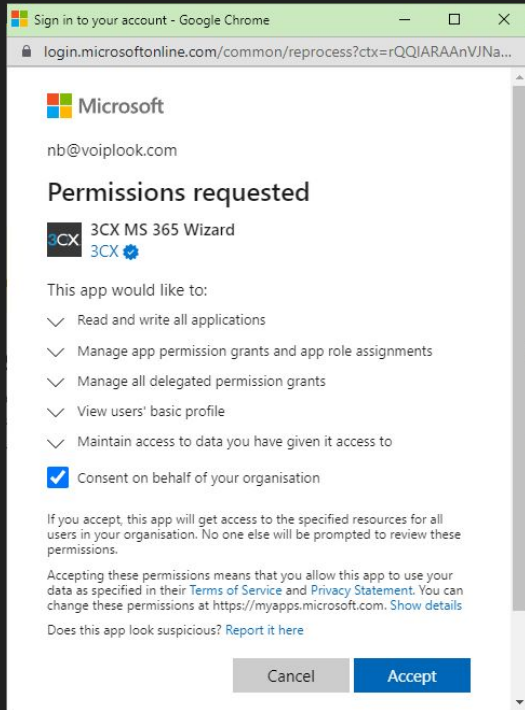 Sign in to your account - Google Chrome
login.microsoftonline.com/common/reprocess?ctx=rQQIARAAnVJNa...
Microsoft
nb@voiplook.com
Permissions requested
3CX
3CX MS 365 Wizard
3CX
This app would like to:
Read and write all applications
Manage app permission grants and app role assignments
Manage all delegated permission grants
View users' basic profile
Maintain access to data you have given it access to
Consent on behalf of your organisation
If you accept, this app will get access to the specified resources for all
users in your organisation. No one else will be prompted to review these
permissions.
Accepting these permissions means that you allow this app to use your
data as specified in their Terms of Service and Privacy Statement. You can
change these permissions at https://myapps.microsoft.com. Show details
Does this app look suspicious? Report it here
Cancel
Accept